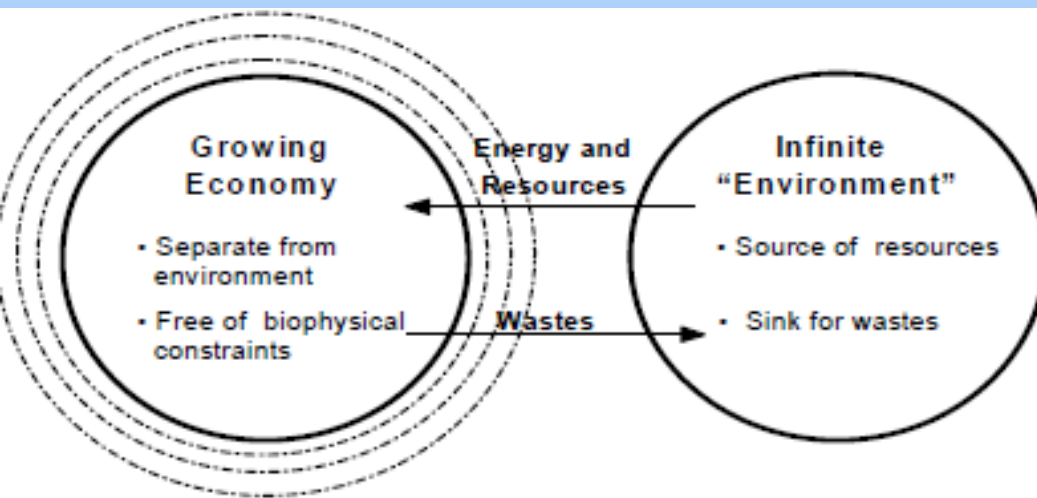 Growing
Economy
▪ Separate from
environment
▪ Free of biophysical
constraints
Energy and
Resources
Wastes
Infinite
“Environment”
▪ Source of resources
▪ Sink for wastes